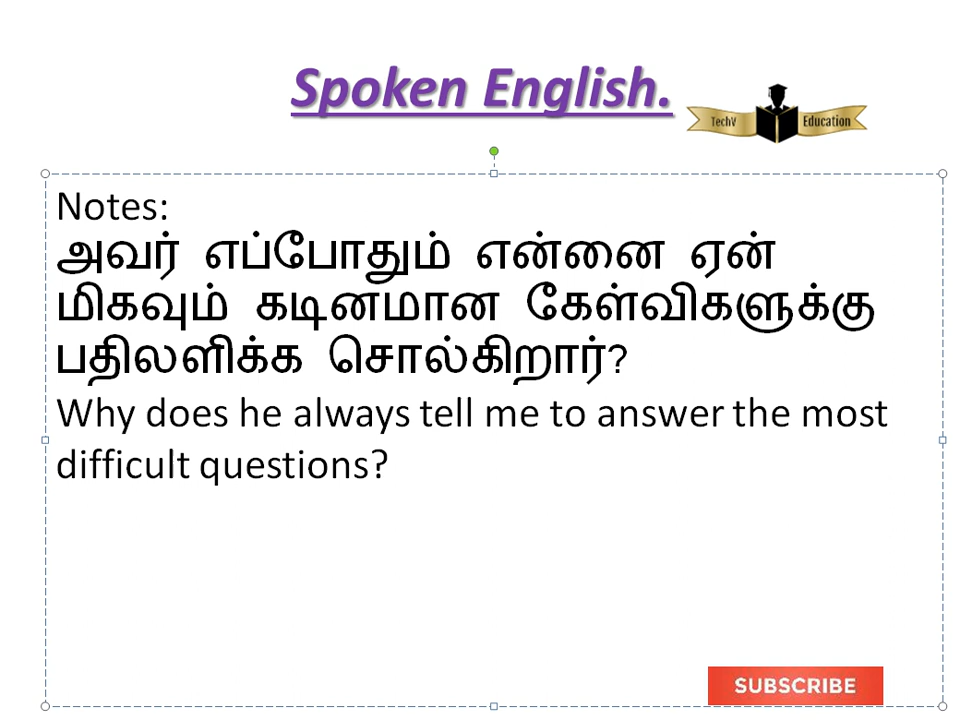 Spoken English.
TechV Education
Notes:
அவர் எப்போதும் என்னை ஏன்
மிகவும் கடினமான கேள்விகளுக்கு
பதிலளிக்க சொல்கிறார்?
Why does he always tell me to answer the most
difficult questions?
SUBSCRIBE